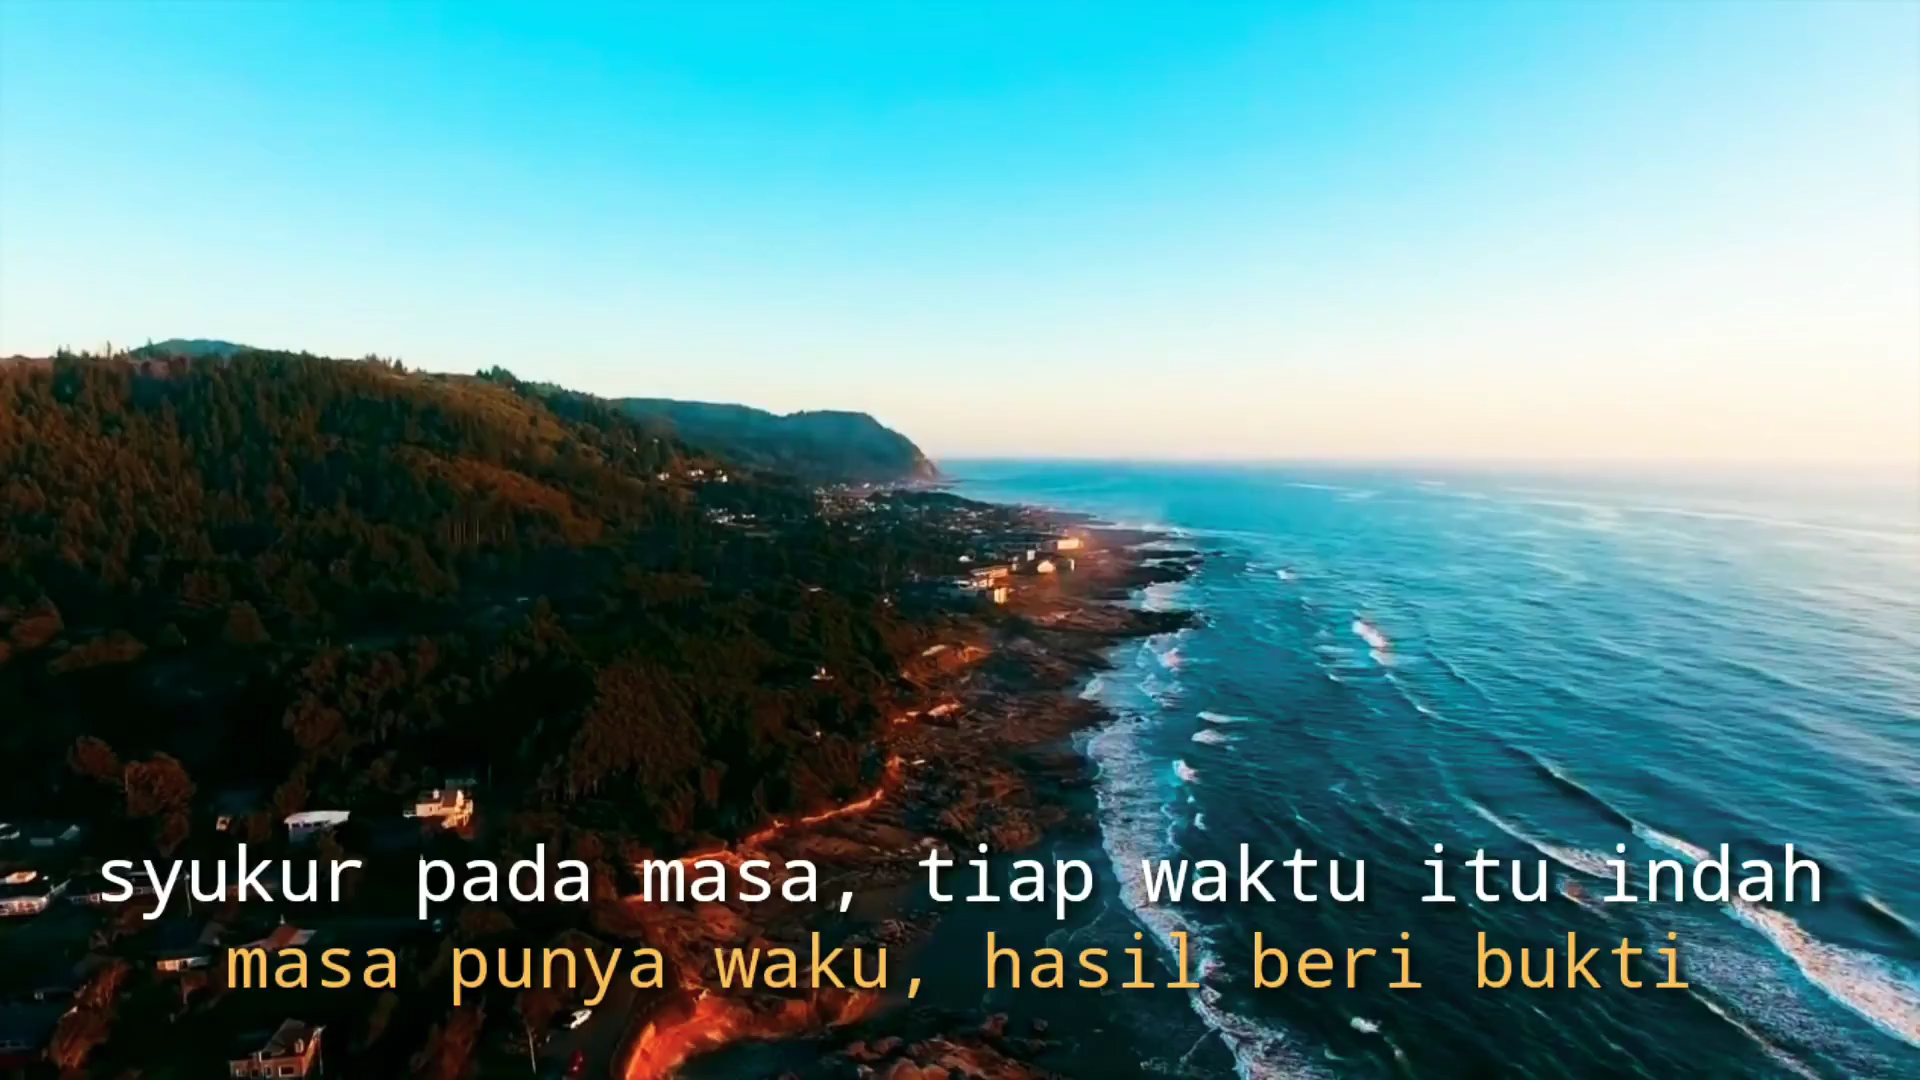 syukur pada masa, tiap waktu itu indah
masa punya waku, hasil beri bukti